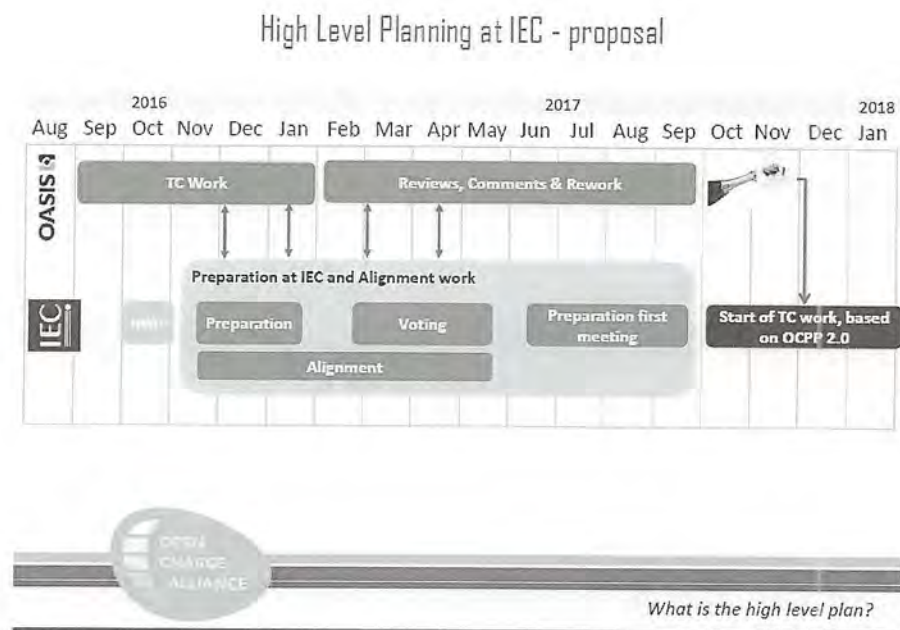 High Level Planning at IEC - proposal
2016 2017 2018
Aug Sep Oct Nov Dec Jan Feb Mar Apr May Jun Jul Aug Sep Oct Nov Dec Jan
OASIS
TC Work
Reviews, Comments & Rework
Preparation at IEC and Alignment work
IEC
Preparation
Voting
Preparation first
meeting
Start of TC work, based
on OCPP 2.0
Alignment
OPEN
CHARGE
ALLIANCE
What is the high level plan?